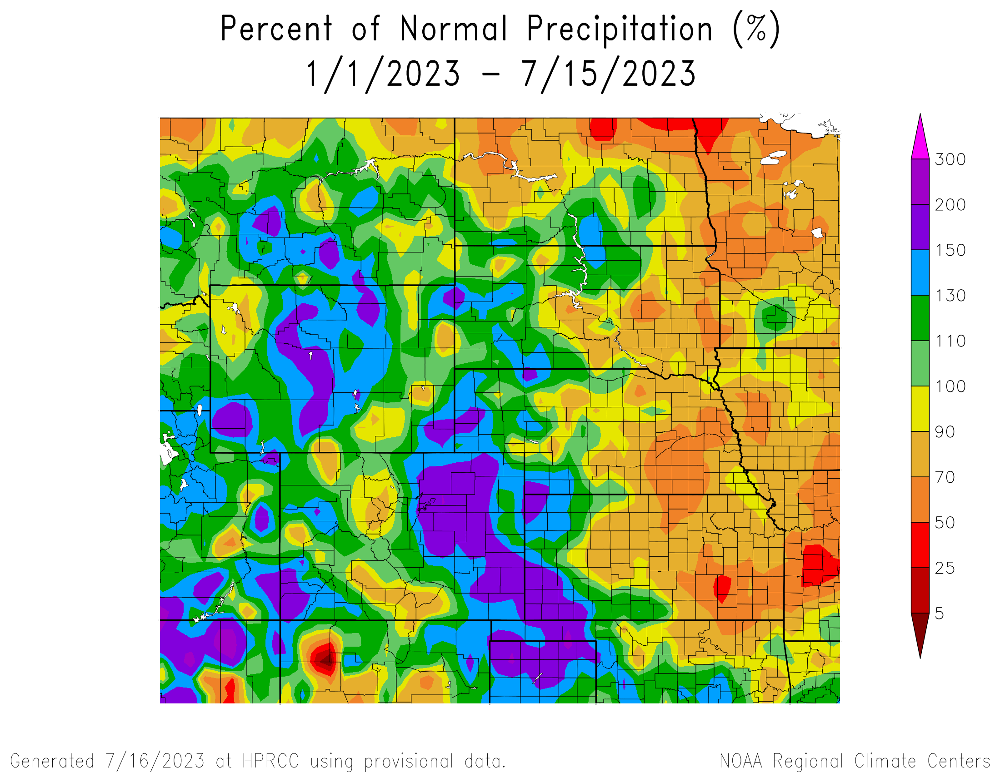 Percent of Normal Precipitation (%)
1/1/2023 – 7/15/2023
300
200
150
130
110
100
90
70
50
25
5
Generated 7/16/2023 at HPRCC using provisional data.
NOAA Regional Climate Centers